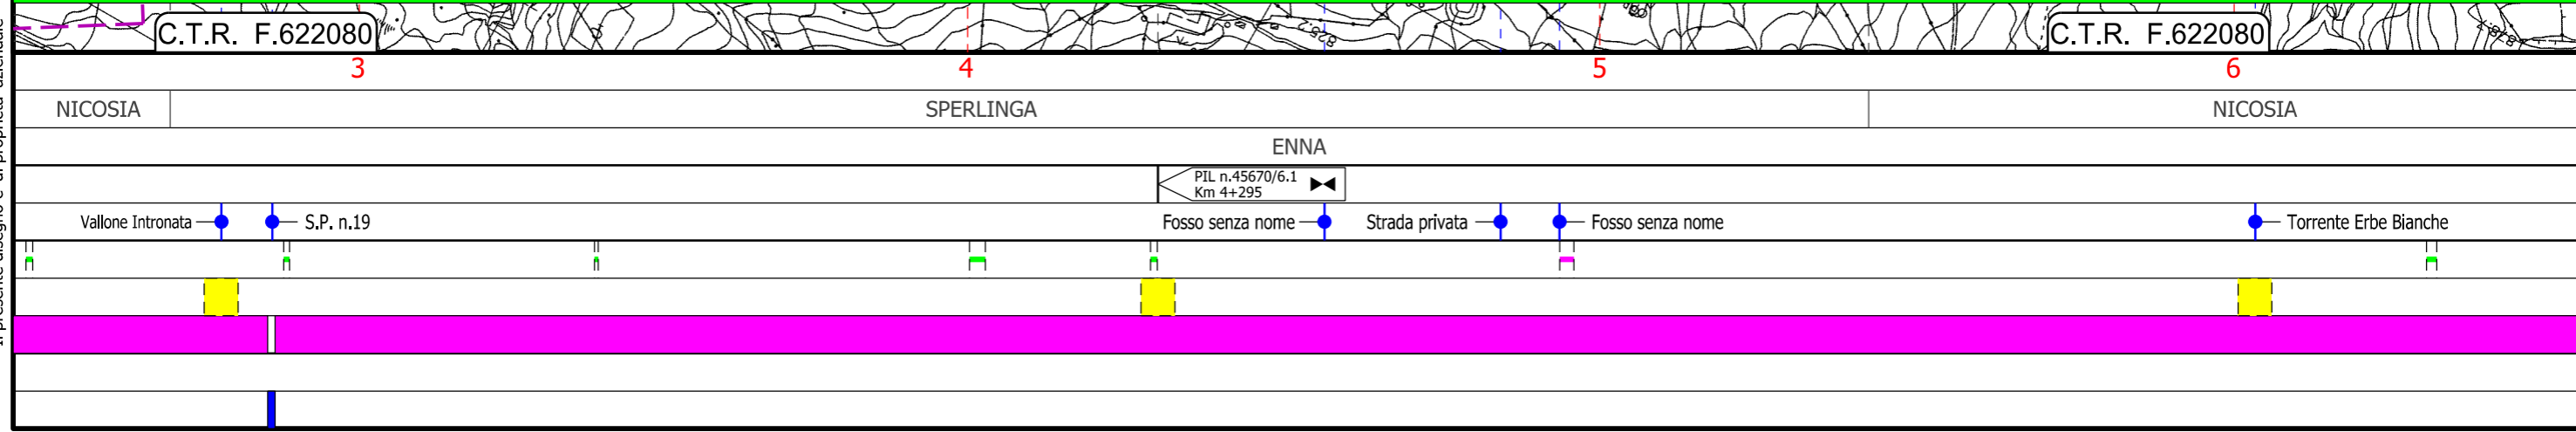 C.T.R. F.622080
C.T.R. F.622080
3 4 5 6
NICOSIA SPERLINGA NICOSIA
ENNA
PIL n.45670/6.1
Km 4+295
Vallone Intronata S.P. n.19 Fosso senza nome Strada privata Fosso senza nome Torrente Erbe Bianche